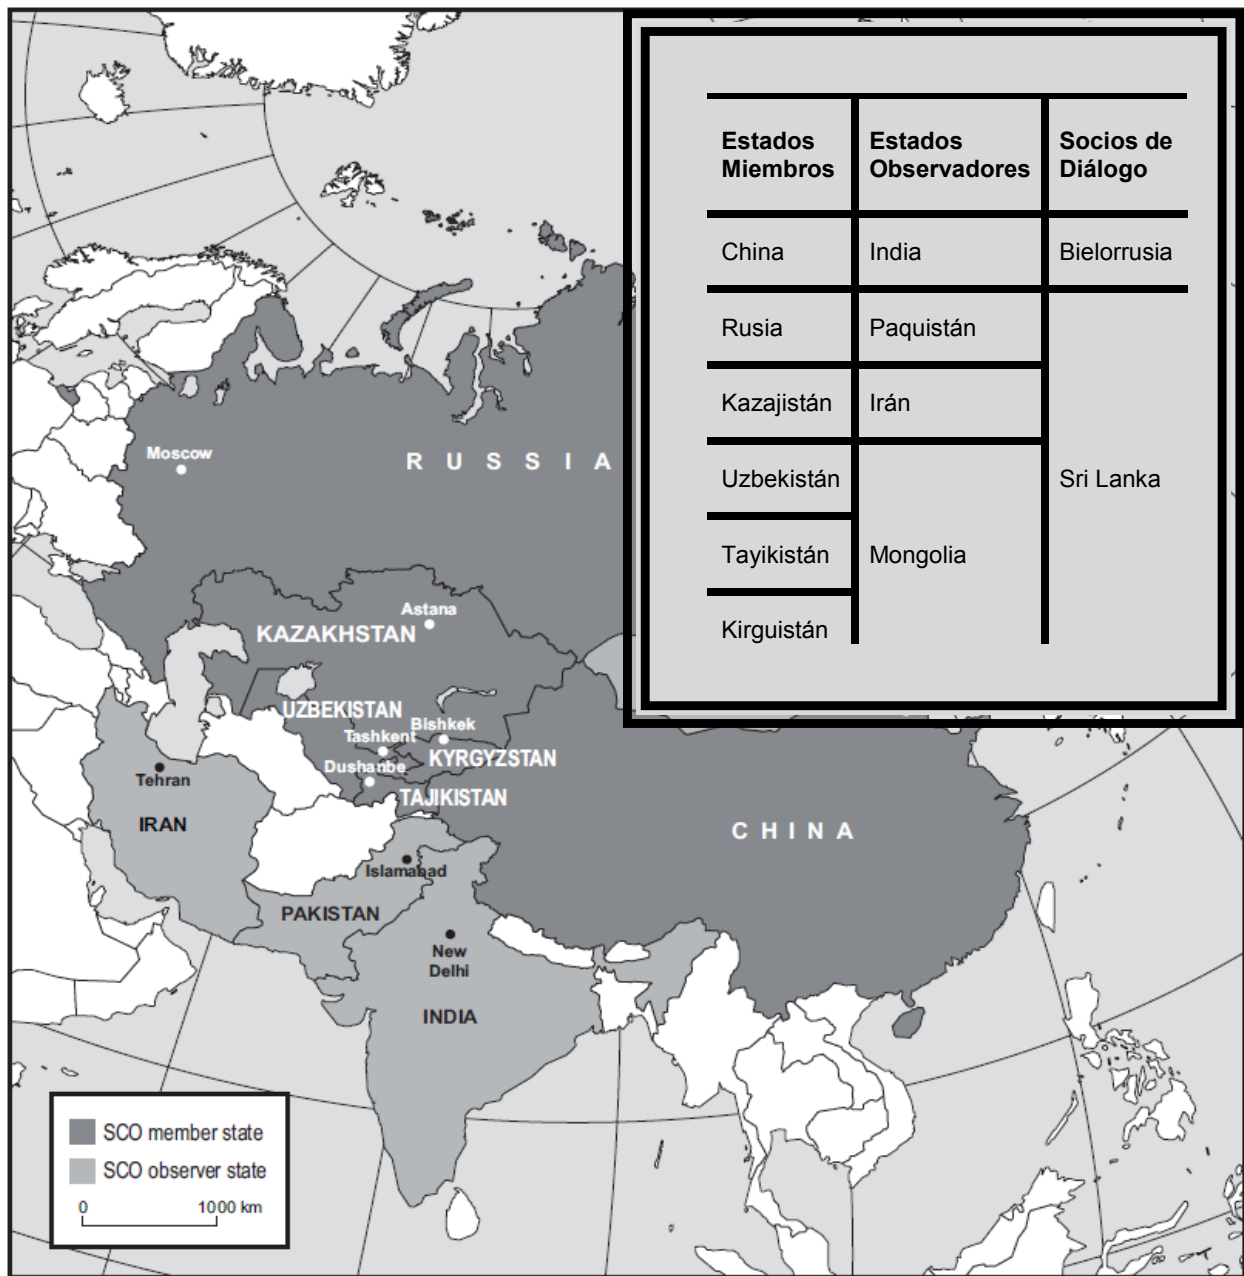 Estados Miembros
Estados Observadores
Socios de Diálogo
China
India
Bielorrusia
Rusia
Paquistán
Kazajistán
Irán
Uzbekistán
Sri Lanka
Tayikistán
Mongolia
Kirguistán
Moscow
RUSSIA
Astana
KAZAKHSTAN
UZBEKISTAN
Bishkek
Tashkent
KYRGYZSTAN
Dushanbe
TAJIKISTAN
Tehran
IRAN
CHINA
Islamabad
PAKISTAN
New
Delhi
INDIA
SCO member state
SCO observer state
0 1000 km